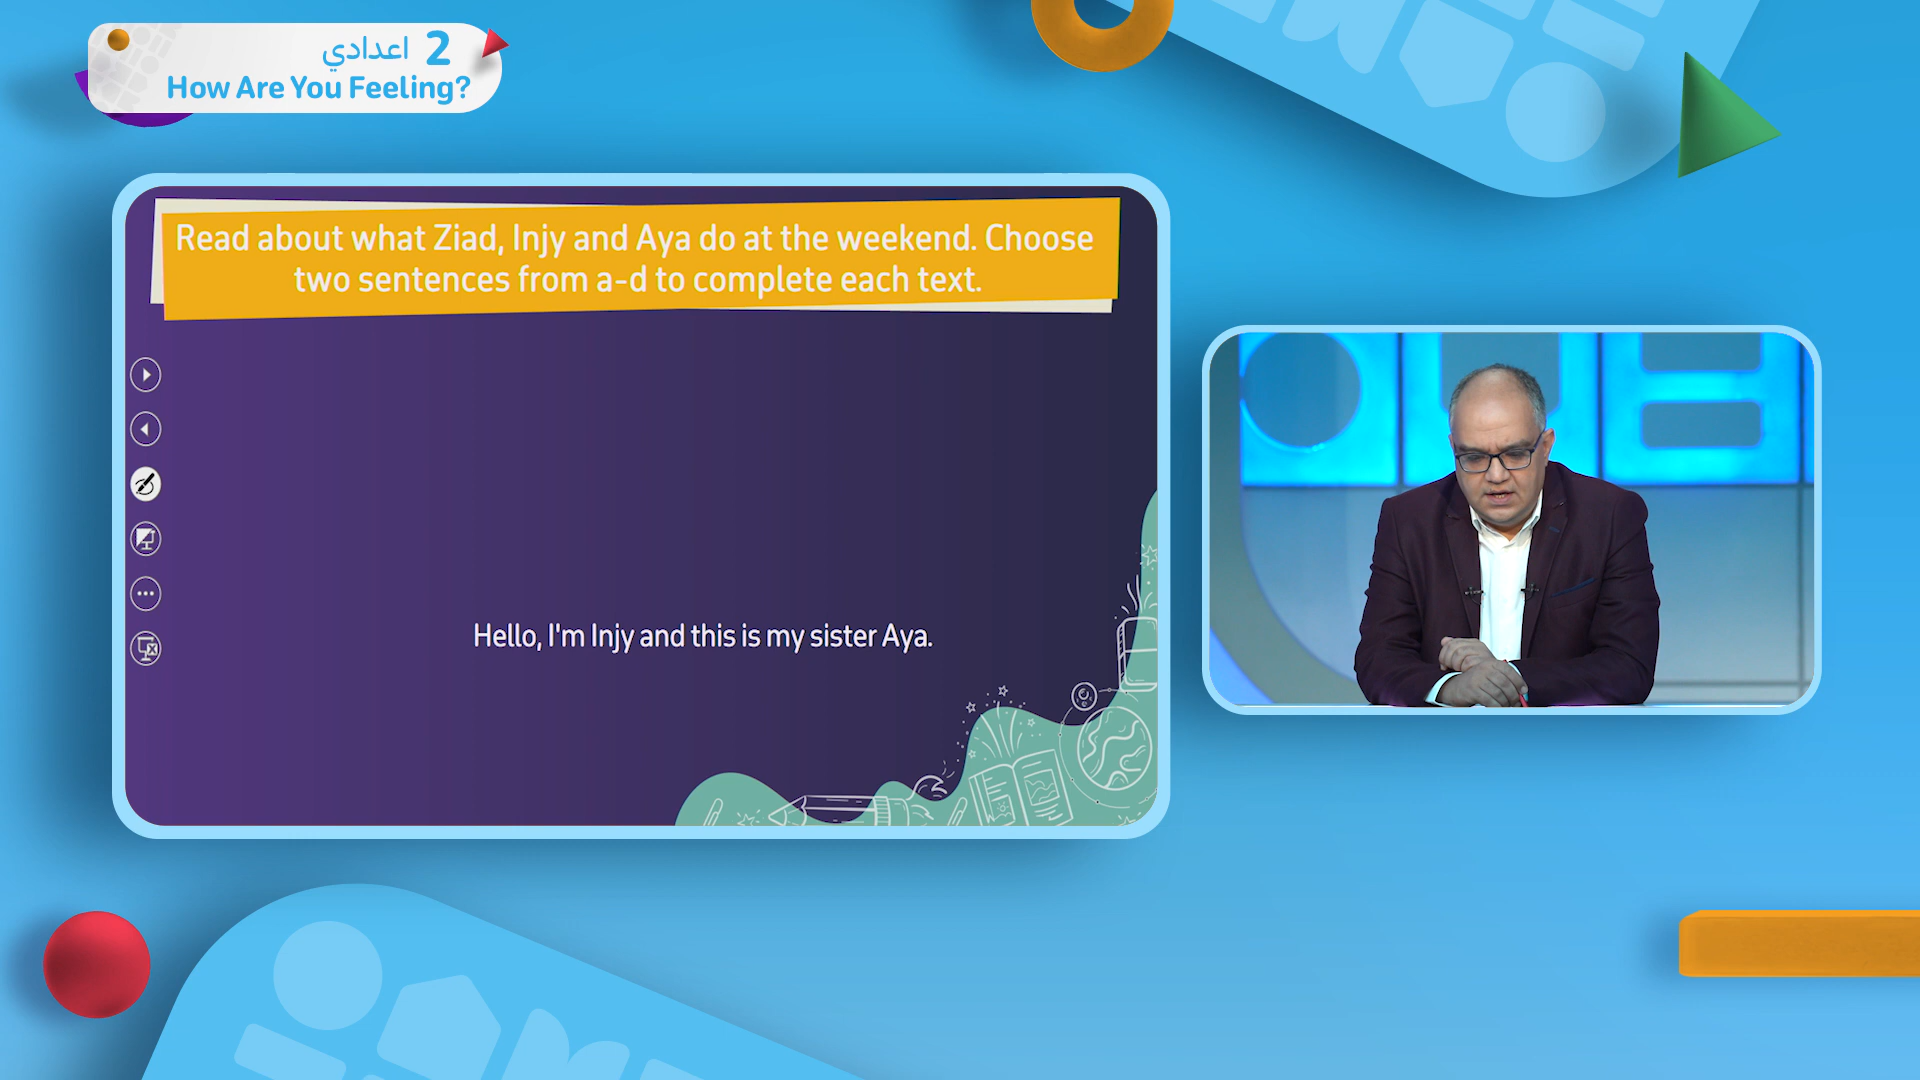 2 اعدادي
How Are You Feeling?
Read about what Ziad, Injy and Aya do at the weekend. Choose
two sentences from a-d to complete each text.
Hello, I'm Injy and this is my sister Aya.